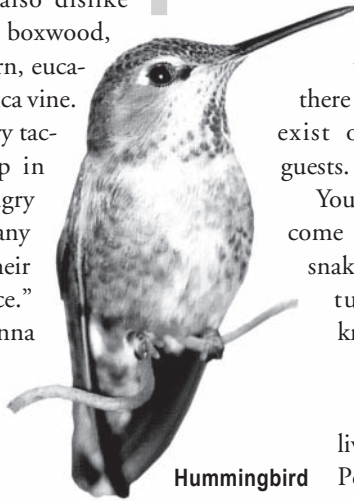 also dislike
boxwood,
rn, euca-
ca vine.
ry tac-
p in
gry
any
heir
ce.”
nna
there
exist o
guests.
You
come
snak
tu
kn
liv
Hummingbird